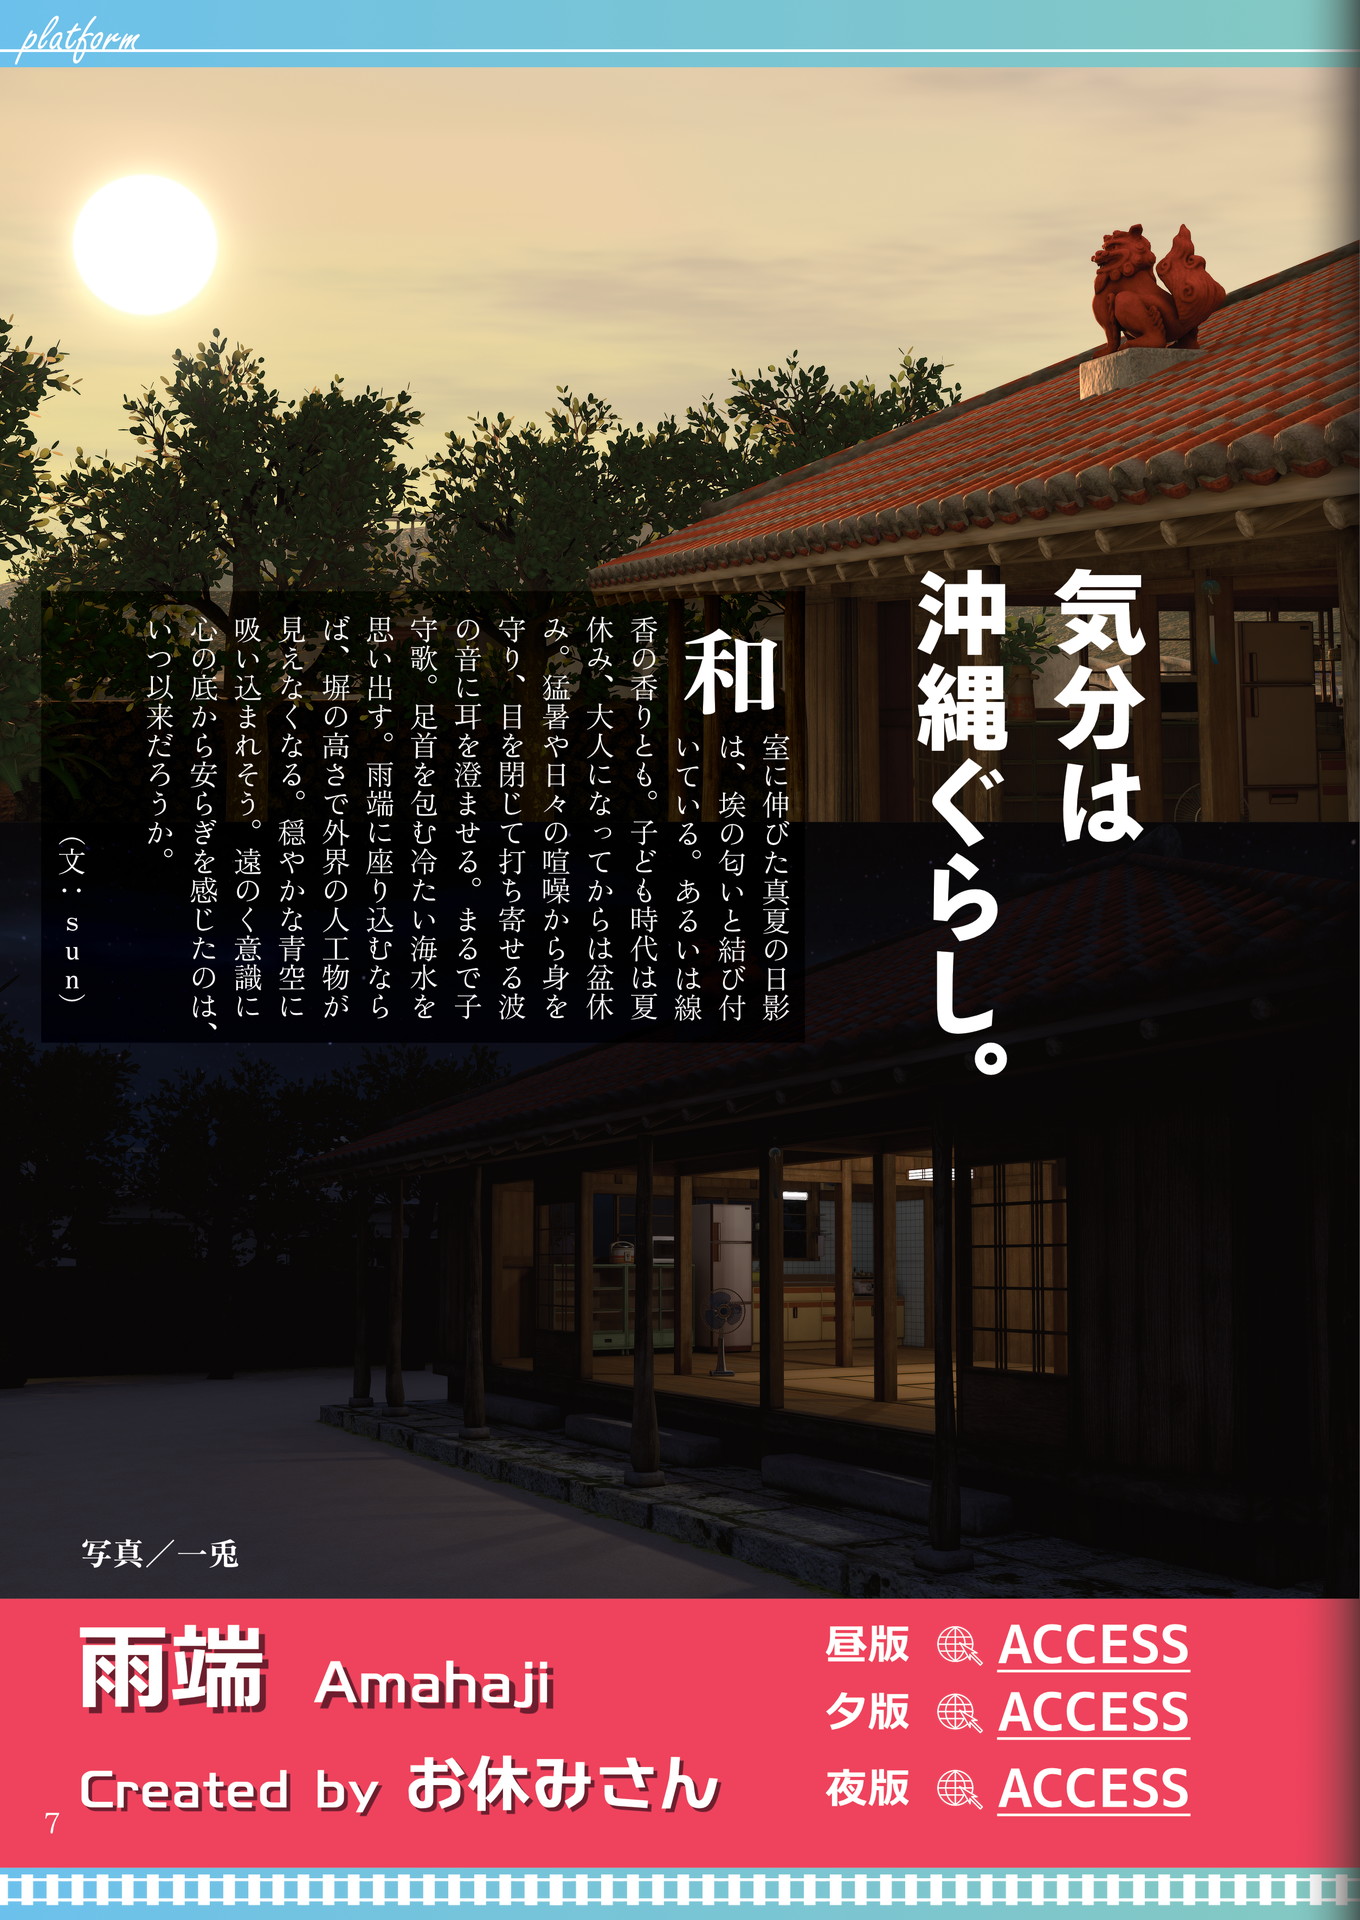 platform
気分は
沖縄ぐらし。
和
室に伸びた真夏の日影
は、埃の匂いと結び付
いている。あるいは線
香の香りとも。子ども時代は夏
休み、大人になってからは盆休
み。猛暑や日々の喧噪から身を
守り、目を閉じて打ち寄せる波
の音に耳を澄ませる。まるで子
守歌。足首を包む冷たい海水を
思い出す。雨端に座り込むなら
ば、塀の高さで外界の人工物が
見えなくなる。穏やかな青空に
吸い込まれそう。遠のく意識に
心の底から安らぎを感じたのは、
いつ以来だろうか。
（文：sun）
写真／一兎
雨端 Amahaji
Created by お休みさん
昼版 ACCESS
夕版 ACCESS
夜版 ACCESS
7